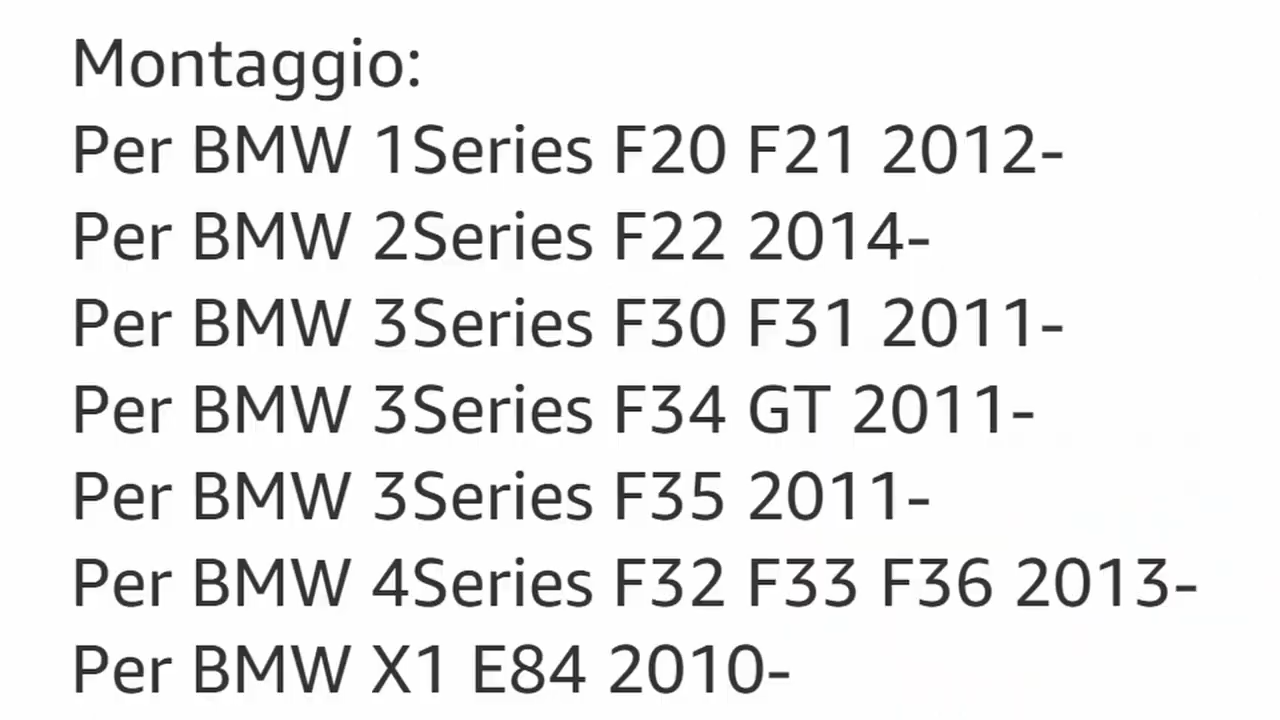 Montaggio:
Per BMW 1Series F20 F21 2012-
Per BMW 2Series F22 2014-
Per BMW 3Series F30 F31 2011-
Per BMW 3Series F34 GT 2011-
Per BMW 3Series F35 2011-
Per BMW 4Series F32 F33 F36 2013-
Per BMW X1 E84 2010-